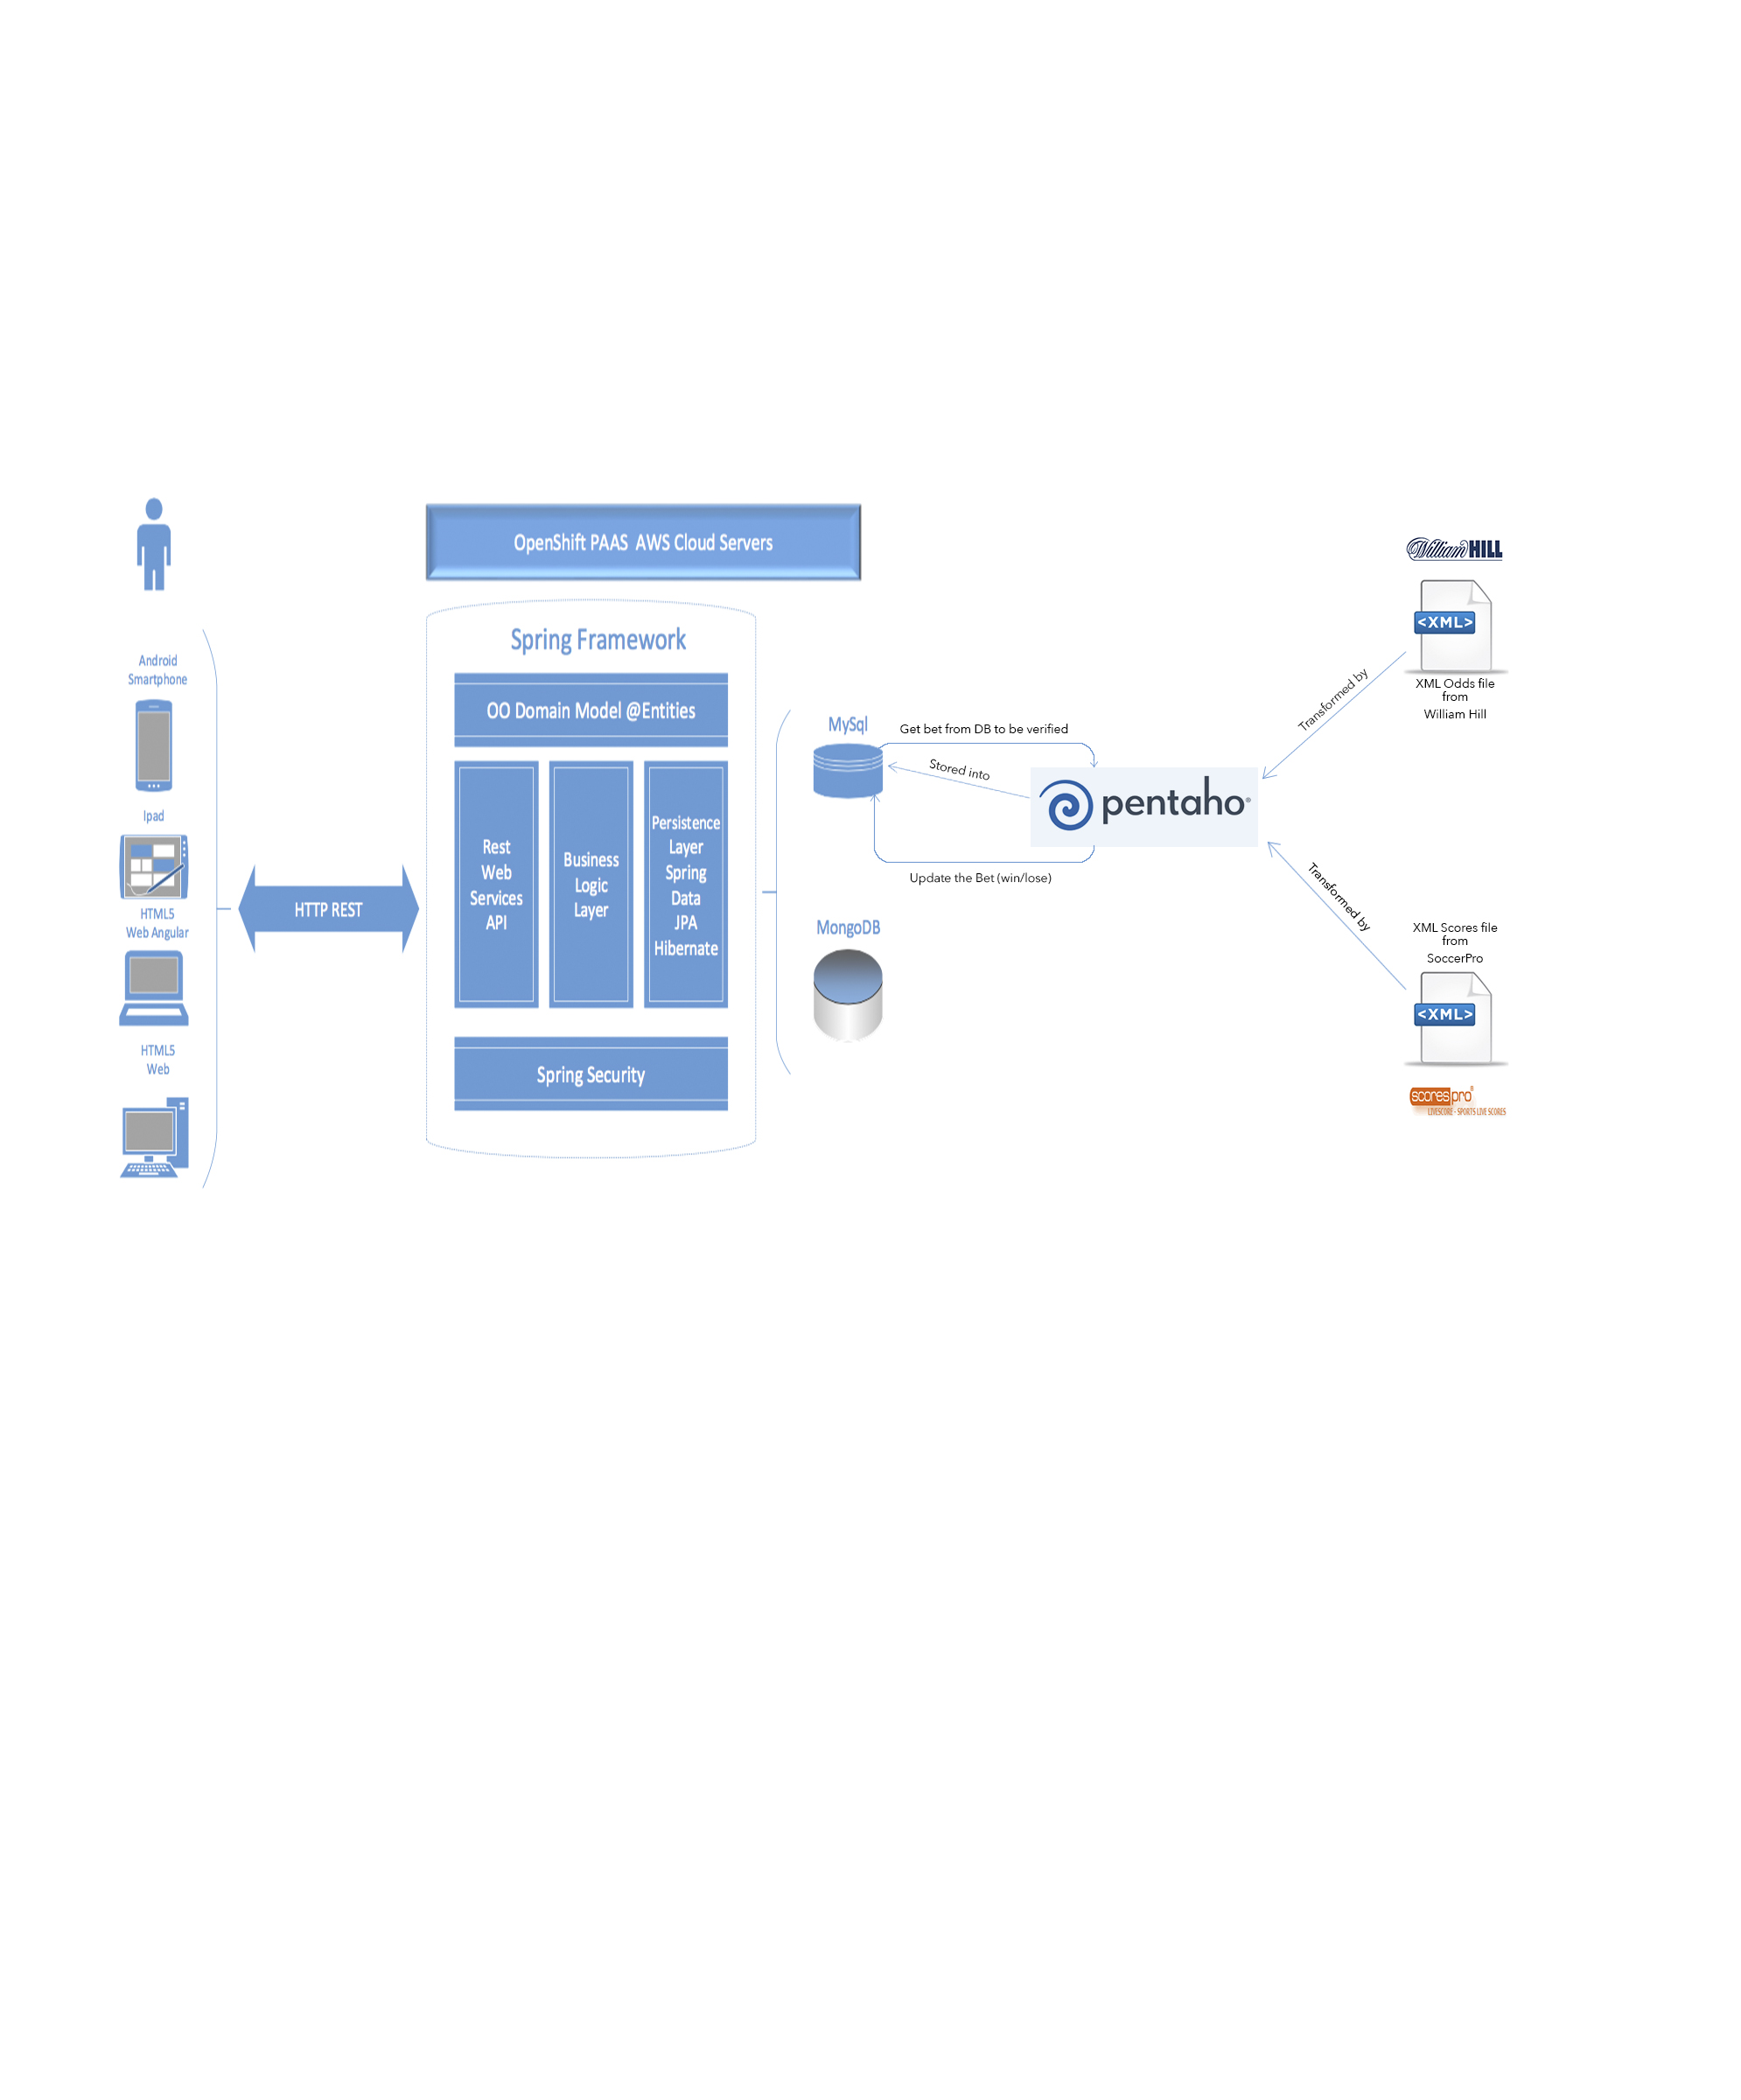 OpenShift PAAS AWS Cloud Servers
Android
Smartphone
Ipad
HTML5
Web Angular
HTML5
Web
HTTP REST
Spring Framework
OO Domain Model @Entities
Rest
Web
Services
API
Business
Logic
Layer
Persistence
Layer
Spring
Data
JPA
Hibernate
Spring Security
MySql
MongoDB
Get bet from DB to be verified
Stored into
Update the Bet (win/lose)
pentaho®
Transformed by
Transformed by
William HILL
<XML>
XML Odds file
from
William Hill
XML Scores file
from
SoccerPro
<XML>
scorespro®
LIVESCORE - SPORTS LIVE SCORES